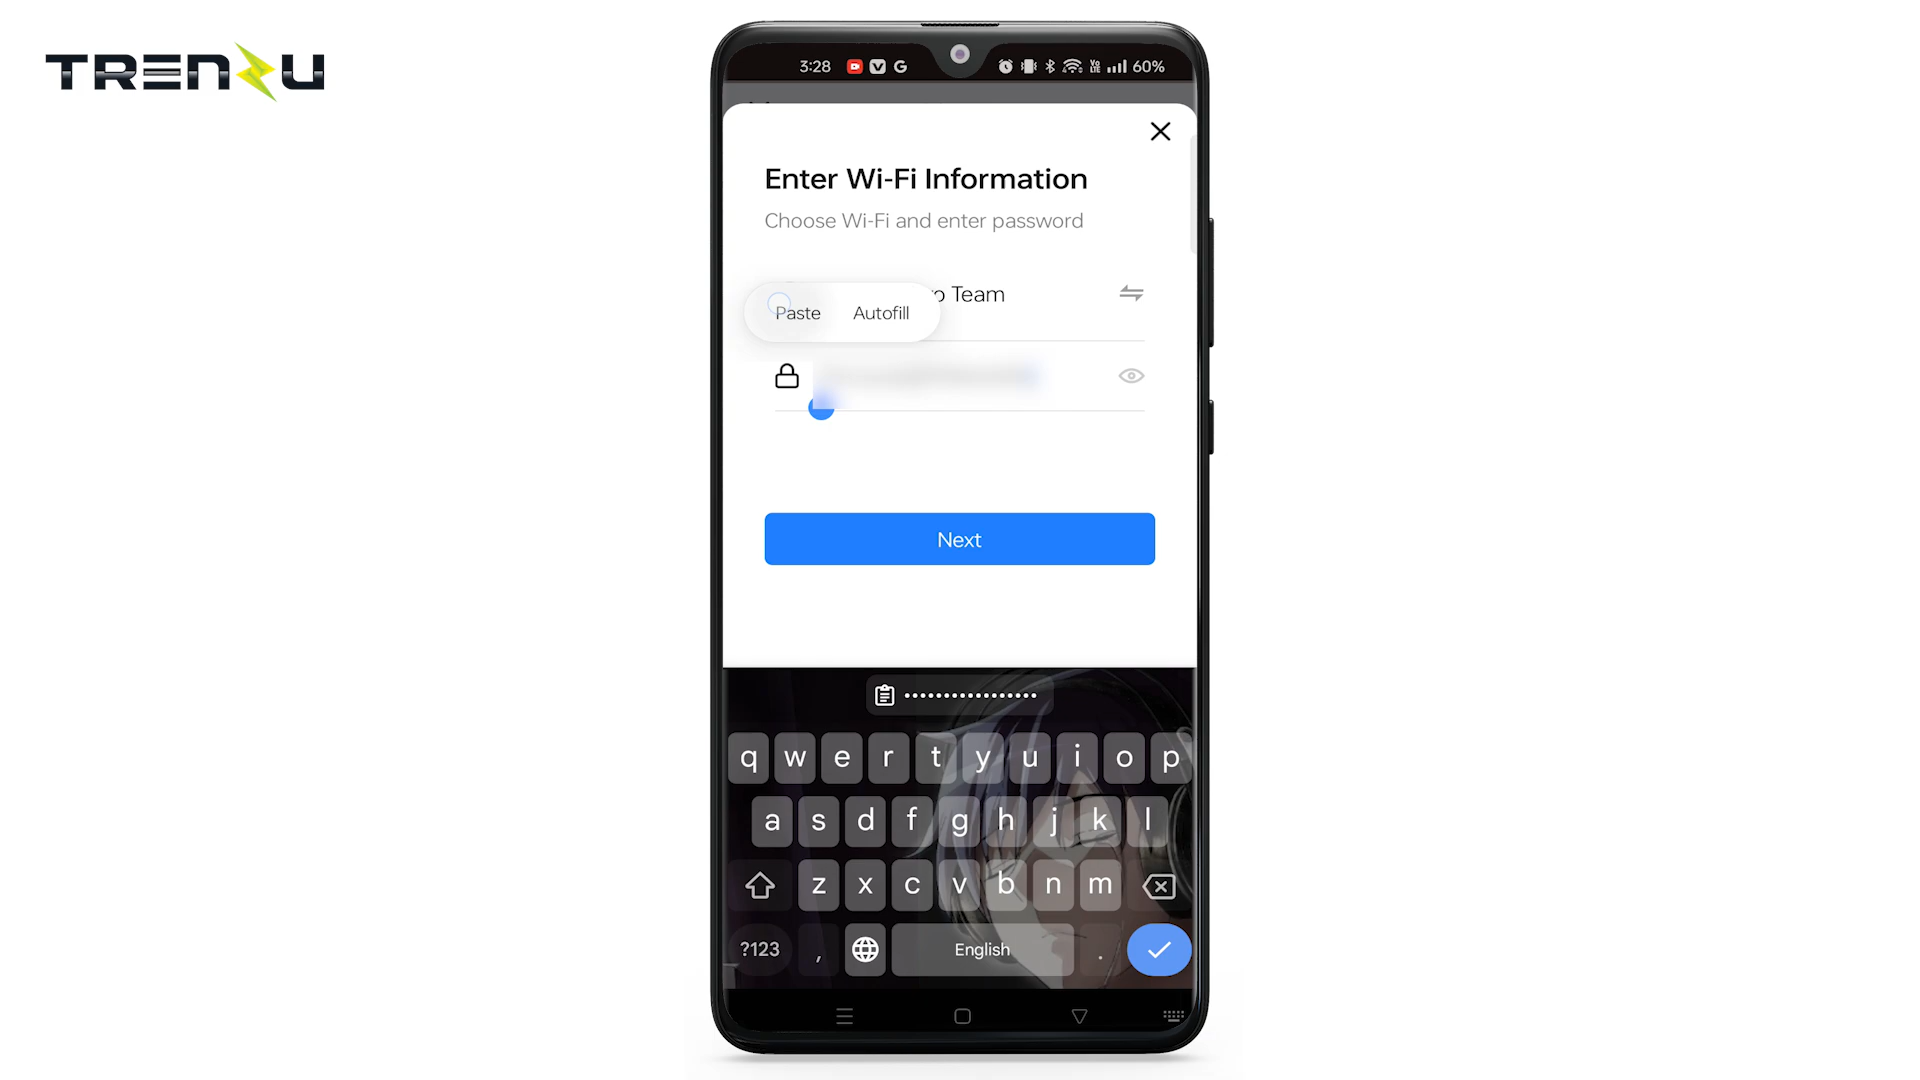 TRENZU
3:28 G 60%
Enter Wi-Fi Information
Choose Wi-Fi and enter password
Team
Paste Autofill
Next
q w e r t y u i o p
a s d f g h j k l
z x c v b n m
?123 , English .